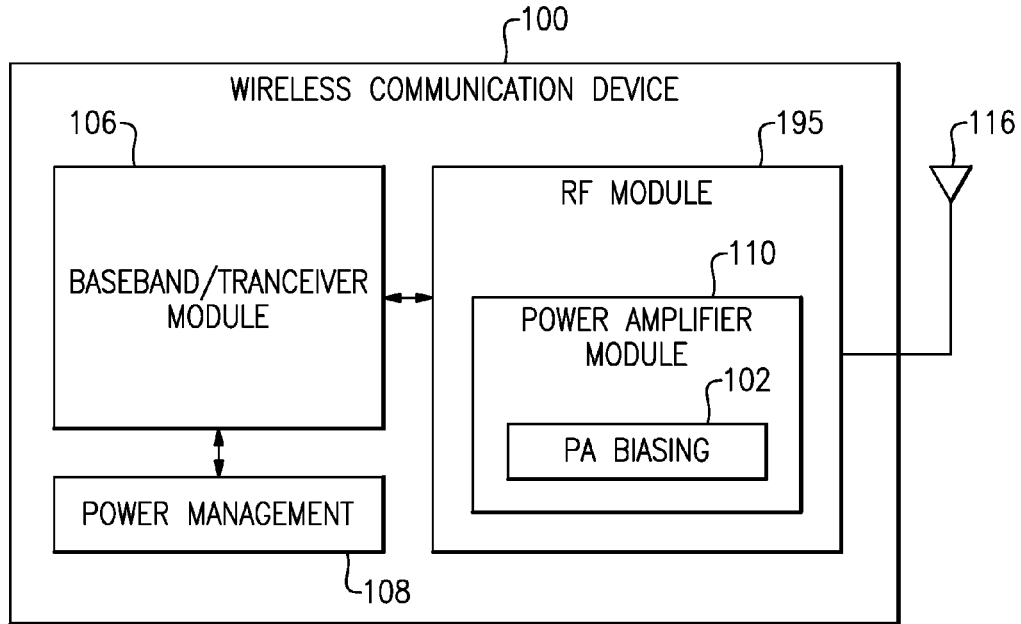 100
WIRELESS COMMUNICATION DEVICE
106
195
116
RF MODULE
BASEBAND/TRANCEIVER
MODULE
110
POWER AMPLIFIER
MODULE
102
PA BIASING
POWER MANAGEMENT
108